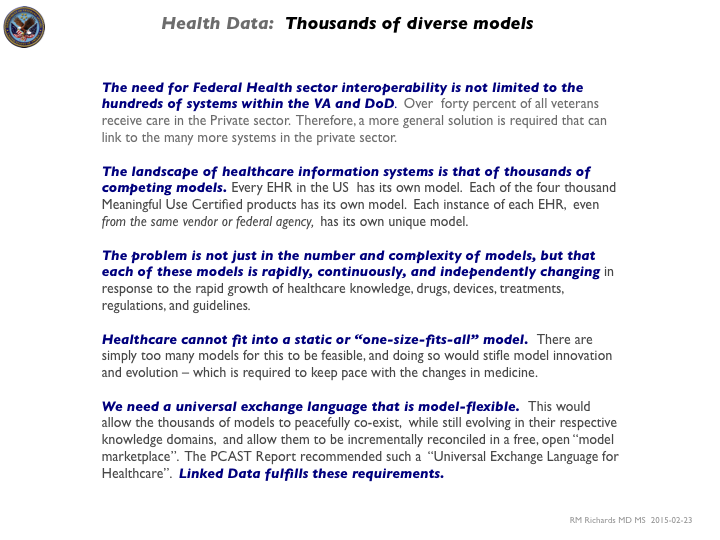 Health Data: Thousands of diverse models
The need for Federal Health sector interoperability is not limited to the
hundreds of systems within the VA and DoD. Over forty percent of all veterans
receive care in the Private sector. Therefore, a more general solution is required that can
link to the many more systems in the private sector.
The landscape of healthcare information systems is that of thousands of
competing models. Every EHR in the US has its own model. Each of the four thousand
Meaningful Use Certified products has its own model. Each instance of each EHR, even
from the same vendor or federal agency, has its own unique model.
The problem is not just in the number and complexity of models, but that
each of these models is rapidly, continuously, and independently changing in
response to the rapid growth of healthcare knowledge, drugs, devices, treatments,
regulations, and guidelines.
Healthcare cannot fit into a static or “one-size-fits-all” model. There are
simply too many models for this to be feasible, and doing so would stifle model innovation
and evolution – which is required to keep pace with the changes in medicine.
We need a universal exchange language that is model-flexible. This would
allow the thousands of models to peacefully co-exist, while still evolving in their respective
knowledge domains, and allow them to be incrementally reconciled in a free, open “model
marketplace”. The PCAST Report recommended such a “Universal Exchange Language for
Healthcare”. Linked Data fulfills these requirements.
RM Richards MD MS 2015-02-23